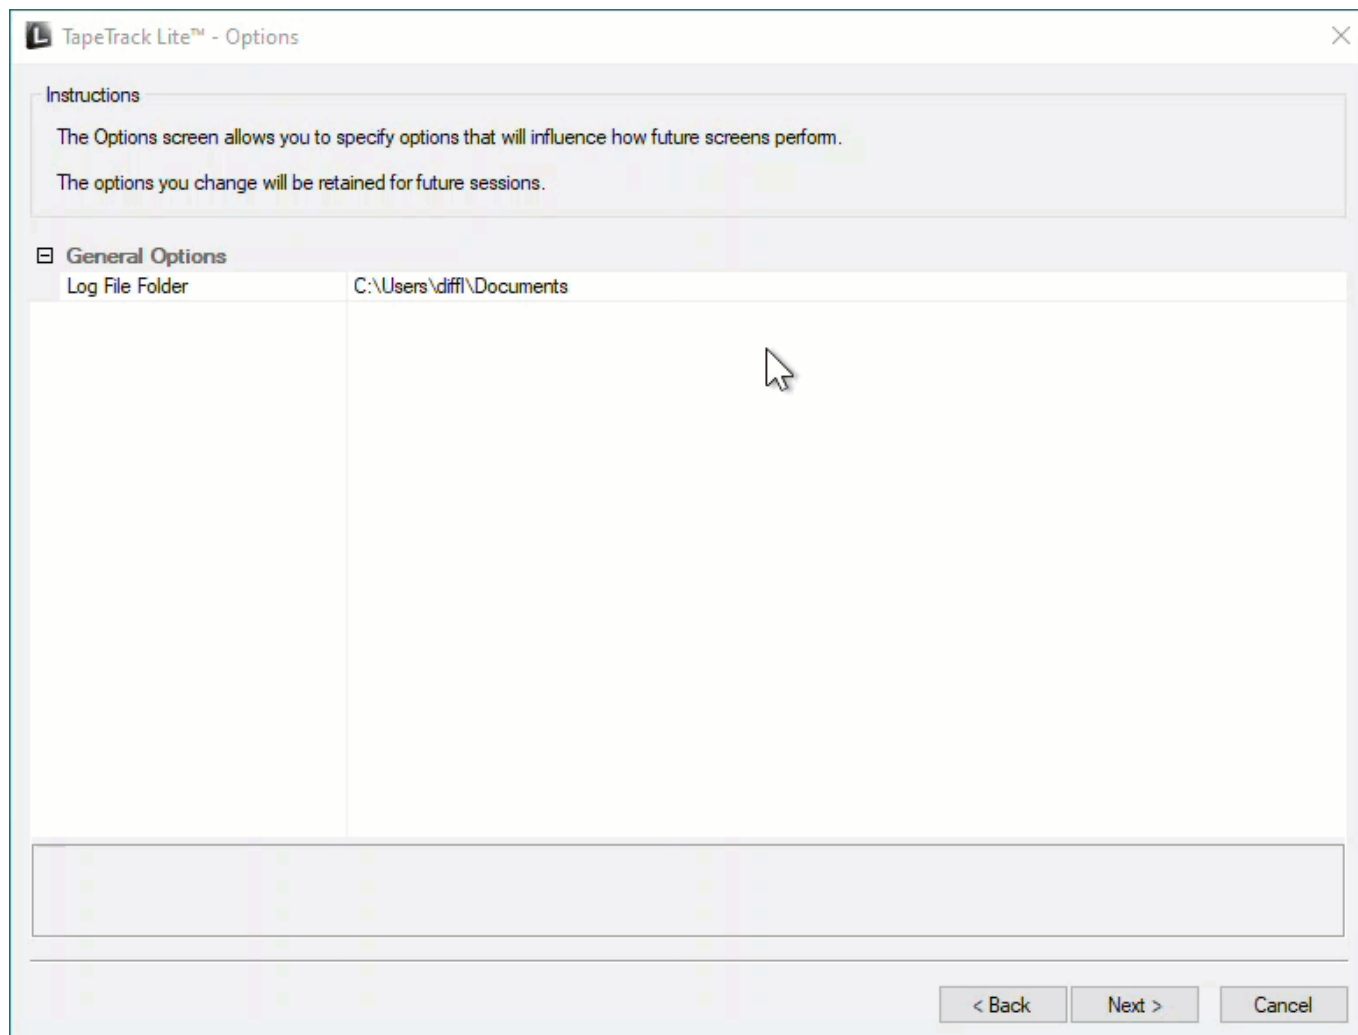 TapeTrack Lite™ - Options
Instructions
The Options screen allows you to specify options that will influence how future screens perform.
The options you change will be retained for future sessions.
General Options
Log File Folder C:\Users\diffl\Documents
< Back Next > Cancel